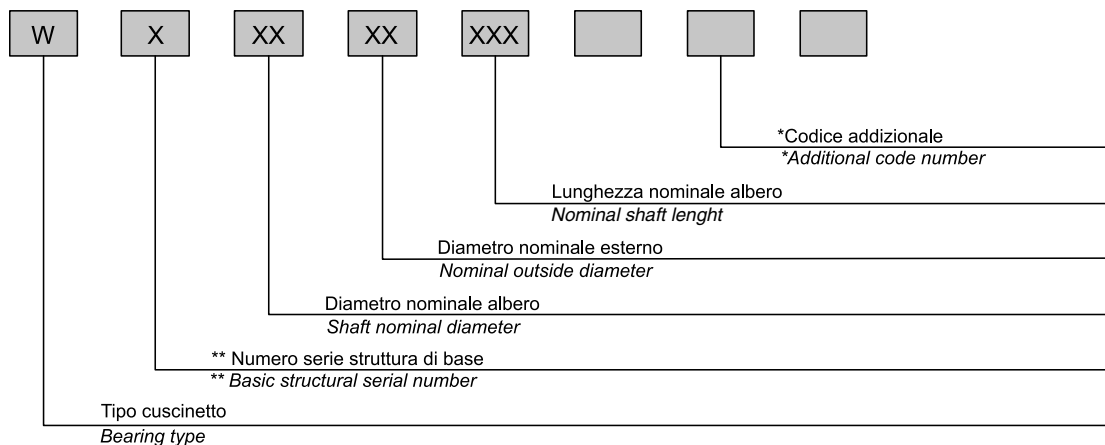 W X XX XX XXX
*Codice addizionale
*Additional code number
Lunghezza nominale albero
Nominal shaft lenght
Diametro nominale esterno
Nominal outside diameter
Diametro nominale albero
Shaft nominal diameter
** Numero serie struttura di base
** Basic structural serial number
Tipo cuscinetto
Bearing type